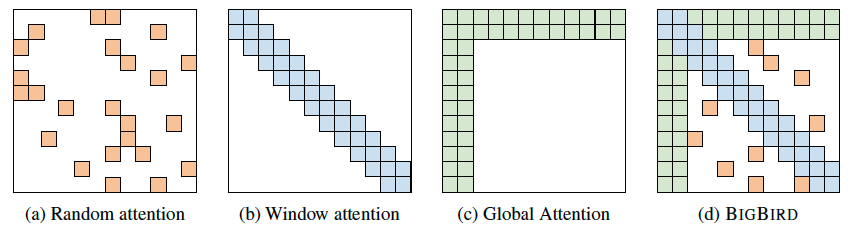 (a) Random attention
(b) Window attention
(c) Global Attention
(d) BIGBIRD